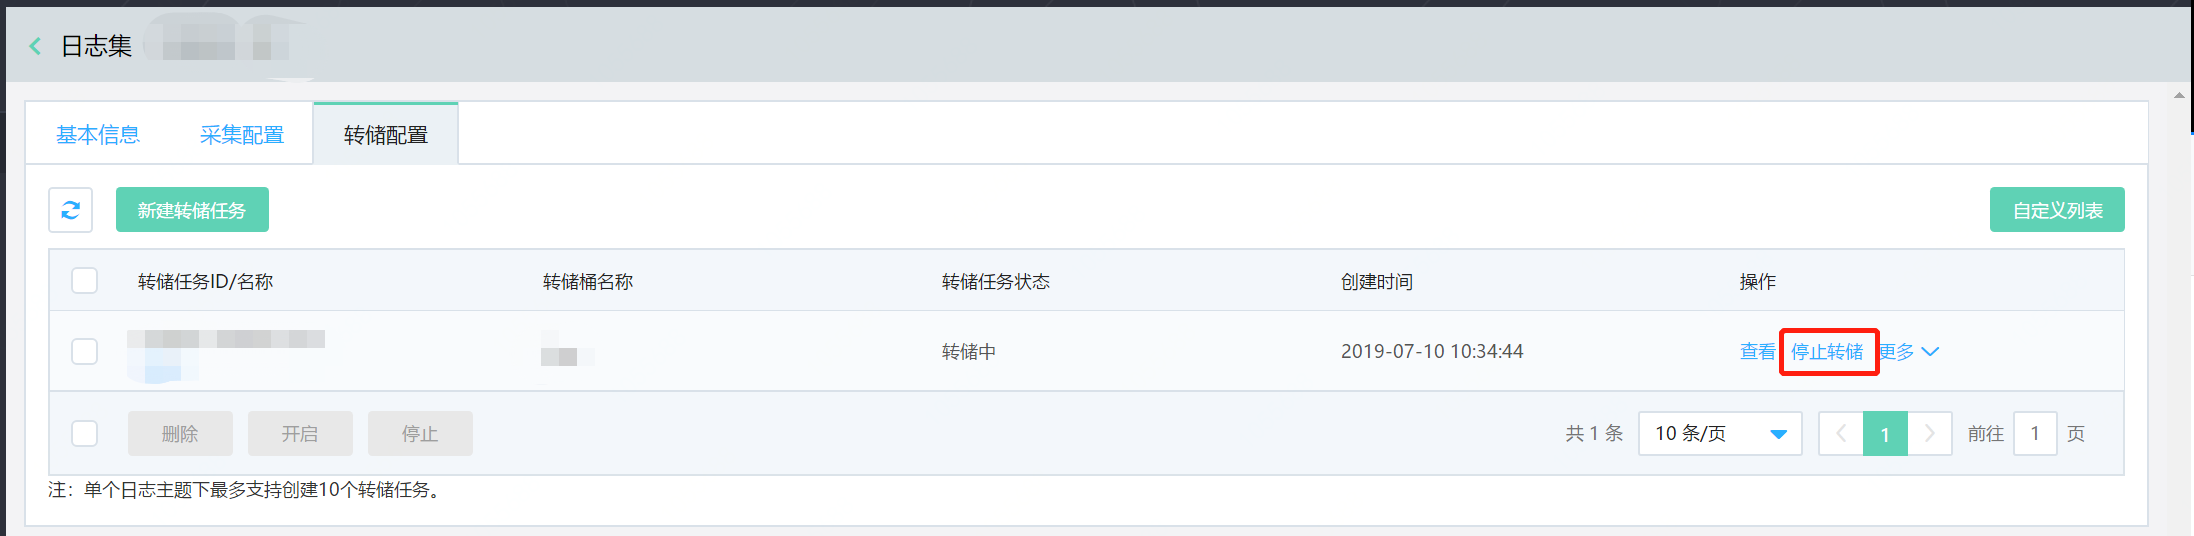 日志集
基本信息 采集配置 转储配置
新建转储任务 自定义列表
转储任务ID/名称 转储桶名称 转储任务状态 创建时间 操作
转储中 2019-07-10 10:34:44 查看 停止转储 更多
删除 开启 停止 共 1 条 10 条/页 1 前往 1 页
注：单个日志主题下最多支持创建10个转储任务。